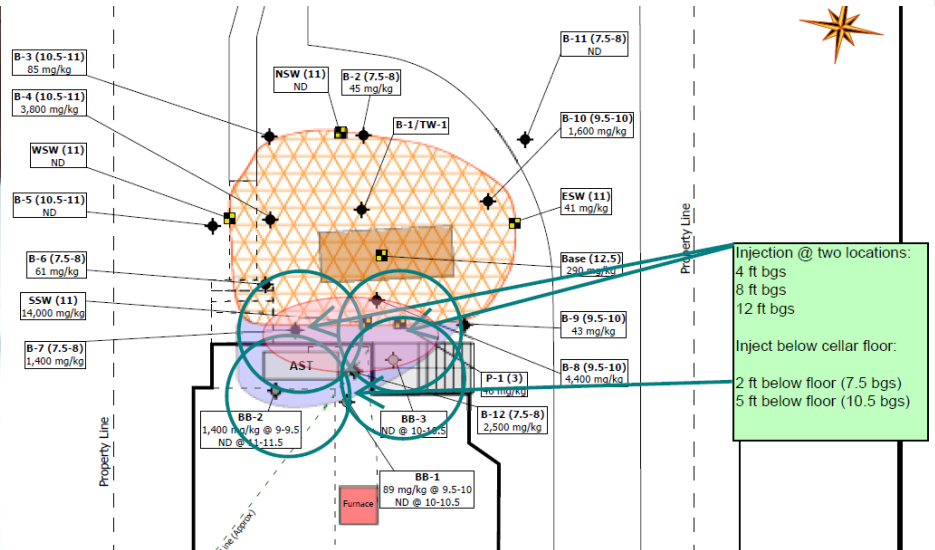 B-3 (10.5-11)
85 mg/kg
B-4 (10.5-11)
3,800 mg/kg
WSW (11)
ND
B-5 (10.5-11)
ND
B-6 (7.5-8)
61 mg/kg
SSW (11)
14,000 mg/kg
B-7 (7.5-8)
1,400 mg/kg
NSW (11)
ND
B-2 (7.5-8)
45 mg/kg
B-1/TW-1
B-11 (7.5-8)
ND
B-10 (9.5-10)
1,600 mg/kg
ESW (11)
41 mg/kg
Base (12.5)
290 mg/kg
B-9 (9.5-10)
43 mg/kg
B-8 (9.5-10)
4,400 mg/kg
P-1 (3)
mg/kg
B-12 (7.5-8)
2,500 mg/kg
AST
BB-2
1,400 mg/kg @ 9-9.5
ND @ 11-11.5
BB-3
ND @ 10-10.5
BB-1
89 mg/kg @ 9.5-10
ND @ 10-10.5
Furnace
Line (Approx)
Property Line
Property Line
Injection @ two locations:
4 ft bgs
8 ft bgs
12 ft bgs
Inject below cellar floor:
2 ft below floor (7.5 bgs)
5 ft below floor (10.5 bgs)